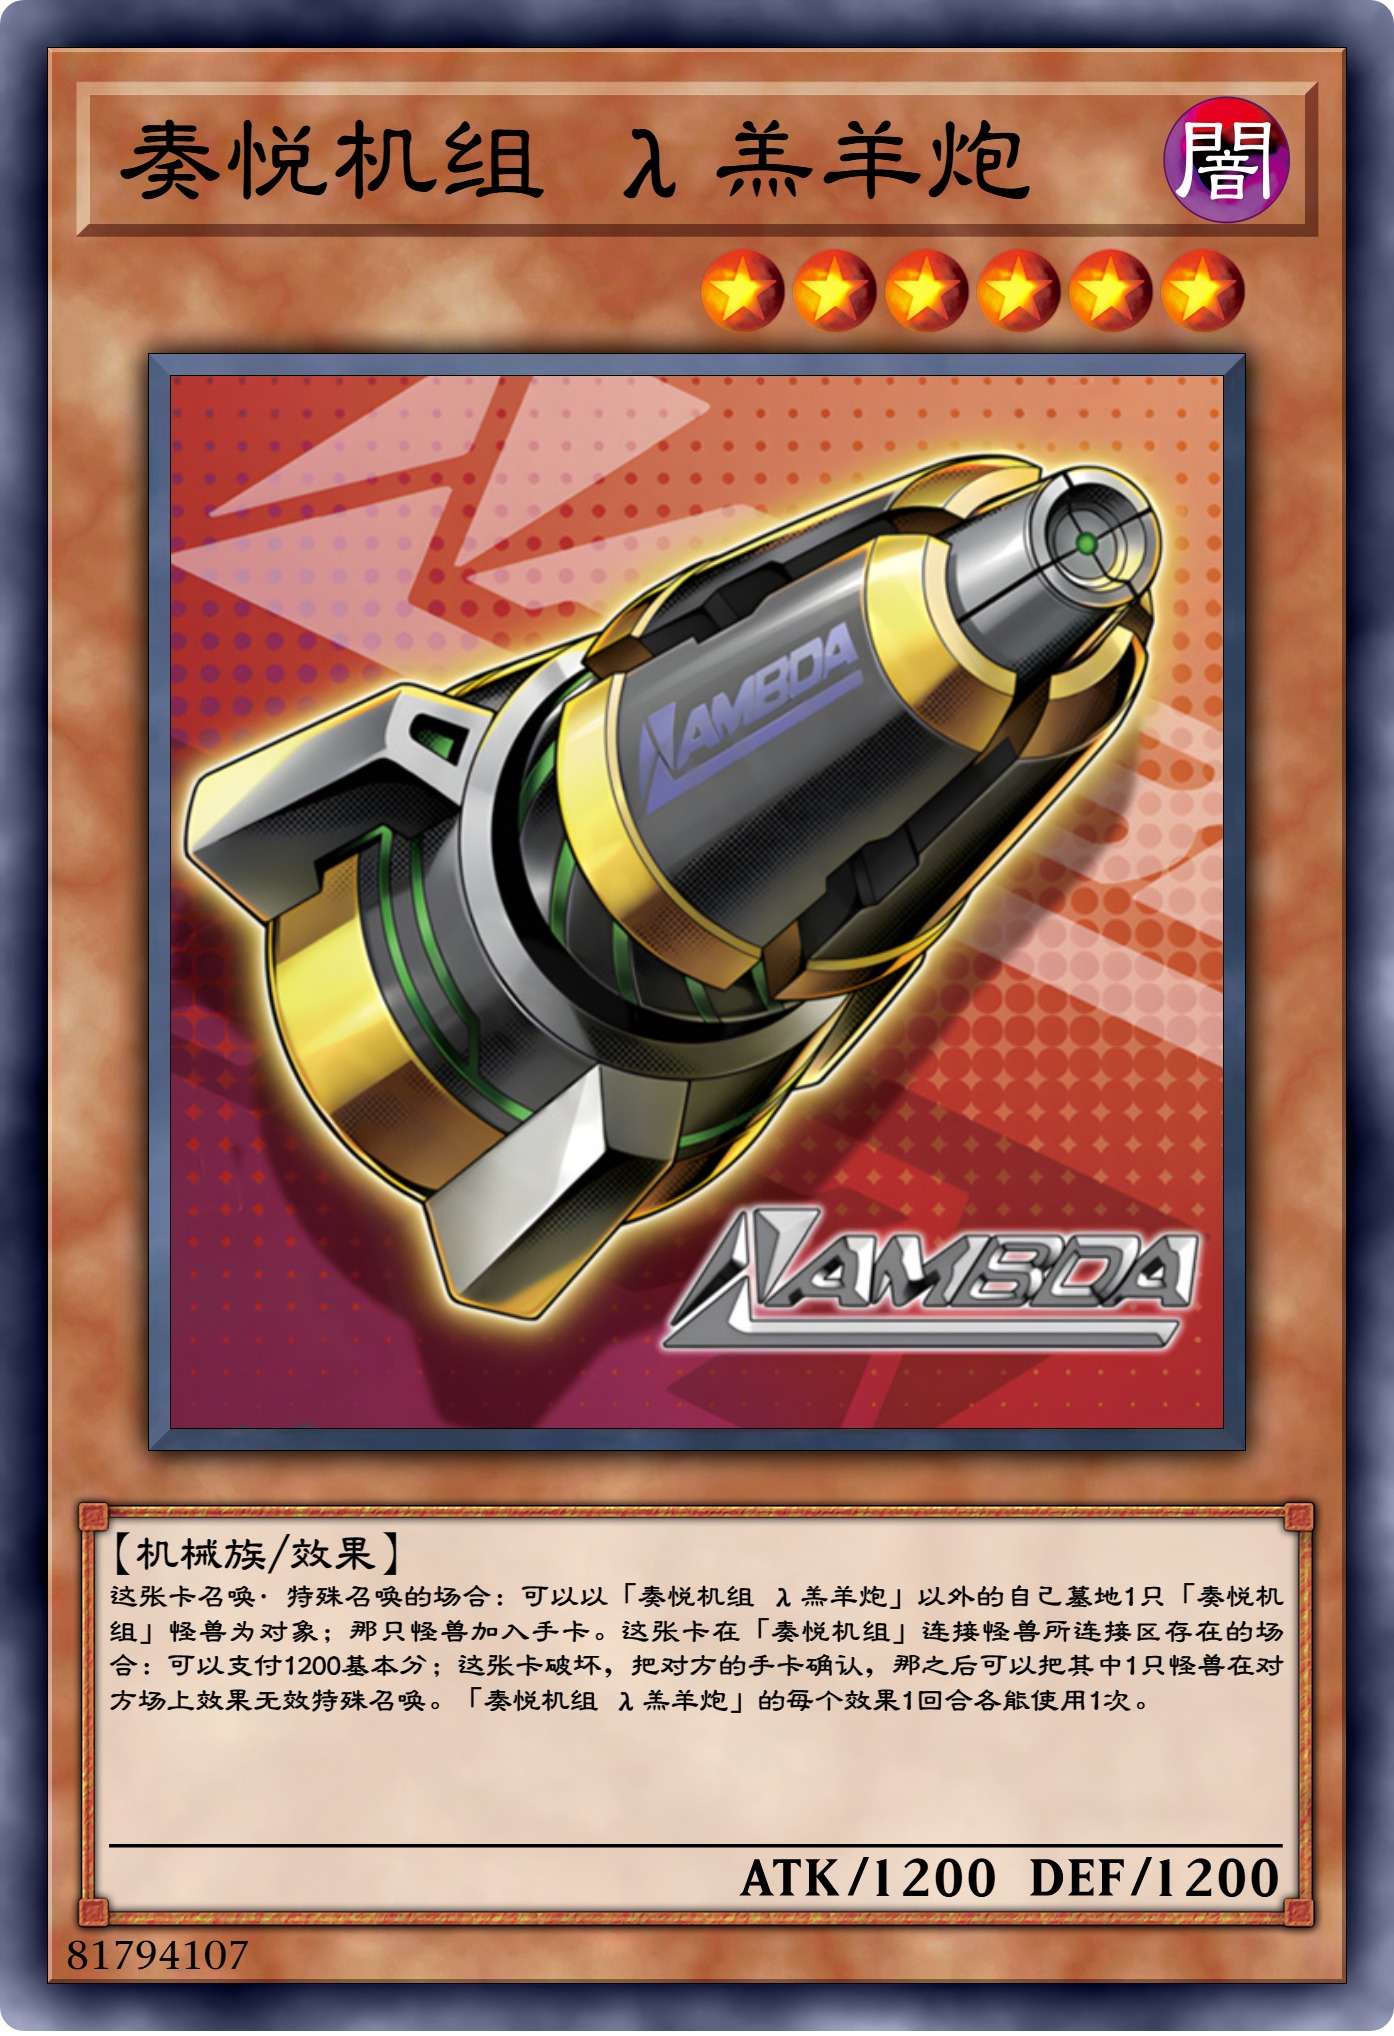 奏悦机组 λ羔羊炮
闇
LAMBDA
LAMBDA
【机械族/效果】
这张卡召唤·特殊召唤的场合：可以以「奏悦机组 λ羔羊炮」以外的自己墓地1只「奏悦机
组」怪兽为对象；那只怪兽加入手卡。这张卡在「奏悦机组」连接怪兽所连接区存在的场
合：可以支付1200基本分；这张卡破坏，把对方的手卡确认，那之后可以把其中1只怪兽在对
方场上效果无效特殊召唤。「奏悦机组 λ羔羊炮」的每个效果1回合各能使用1次。
ATK/1200 DEF/1200
81794107